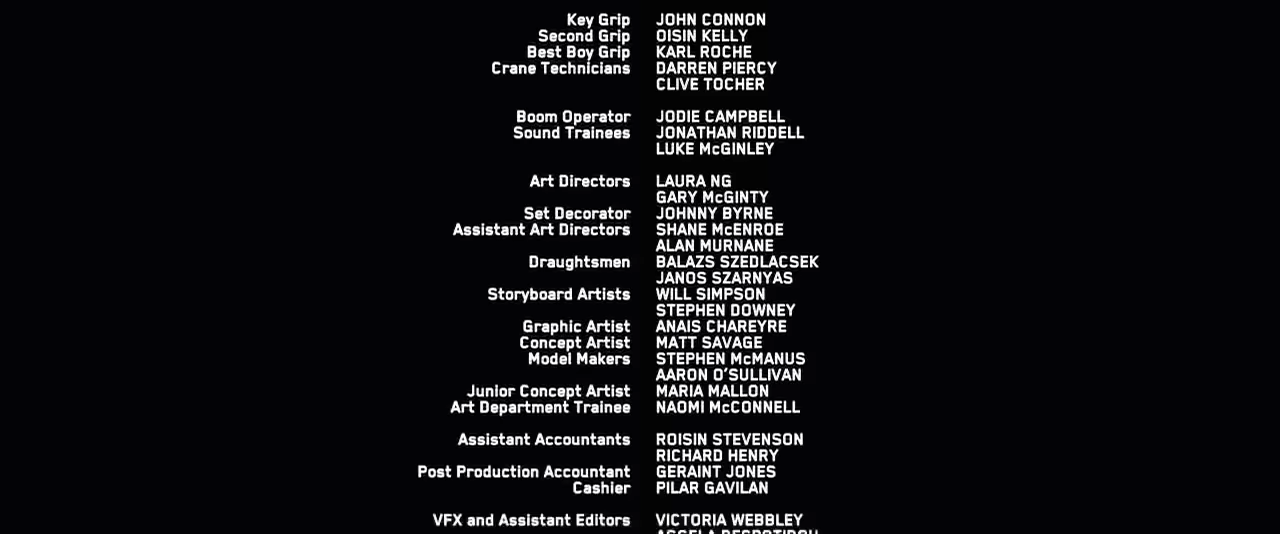 Key Grip JOHN CONNON
Second Grip OISIN KELLY
Best Boy Grip KARL ROCHE
Crane Technicians DARREN PIERCY
CLIVE TOCHER
Boom Operator JODIE CAMPBELL
Sound Trainees JONATHAN RIDDELL
LUKE McGINLEY
Art Directors LAURA NG
GARY McGINTY
Set Decorator JOHNNY BYRNE
Assistant Art Directors SHANE McENROE
ALAN MURNANE
Draughtsmen BALAZS SZEDLACSEK
JANOS SZARNYAS
Storyboard Artists WILL SIMPSON
STEPHEN DOWNEY
Graphic Artist ANAIS CHAREYRE
Concept Artist MATT SAVAGE
Model Makers STEPHEN McMANUS
AARON O'SULLIVAN
Junior Concept Artist MARIA MALLON
Art Department Trainee NAOMI McCONNELL
Assistant Accountants ROISIN STEVENSON
RICHARD HENRY
Post Production Accountant GERAINT JONES
Cashier PILAR GAVILAN
VFX and Assistant Editors VICTORIA WEBBLEY